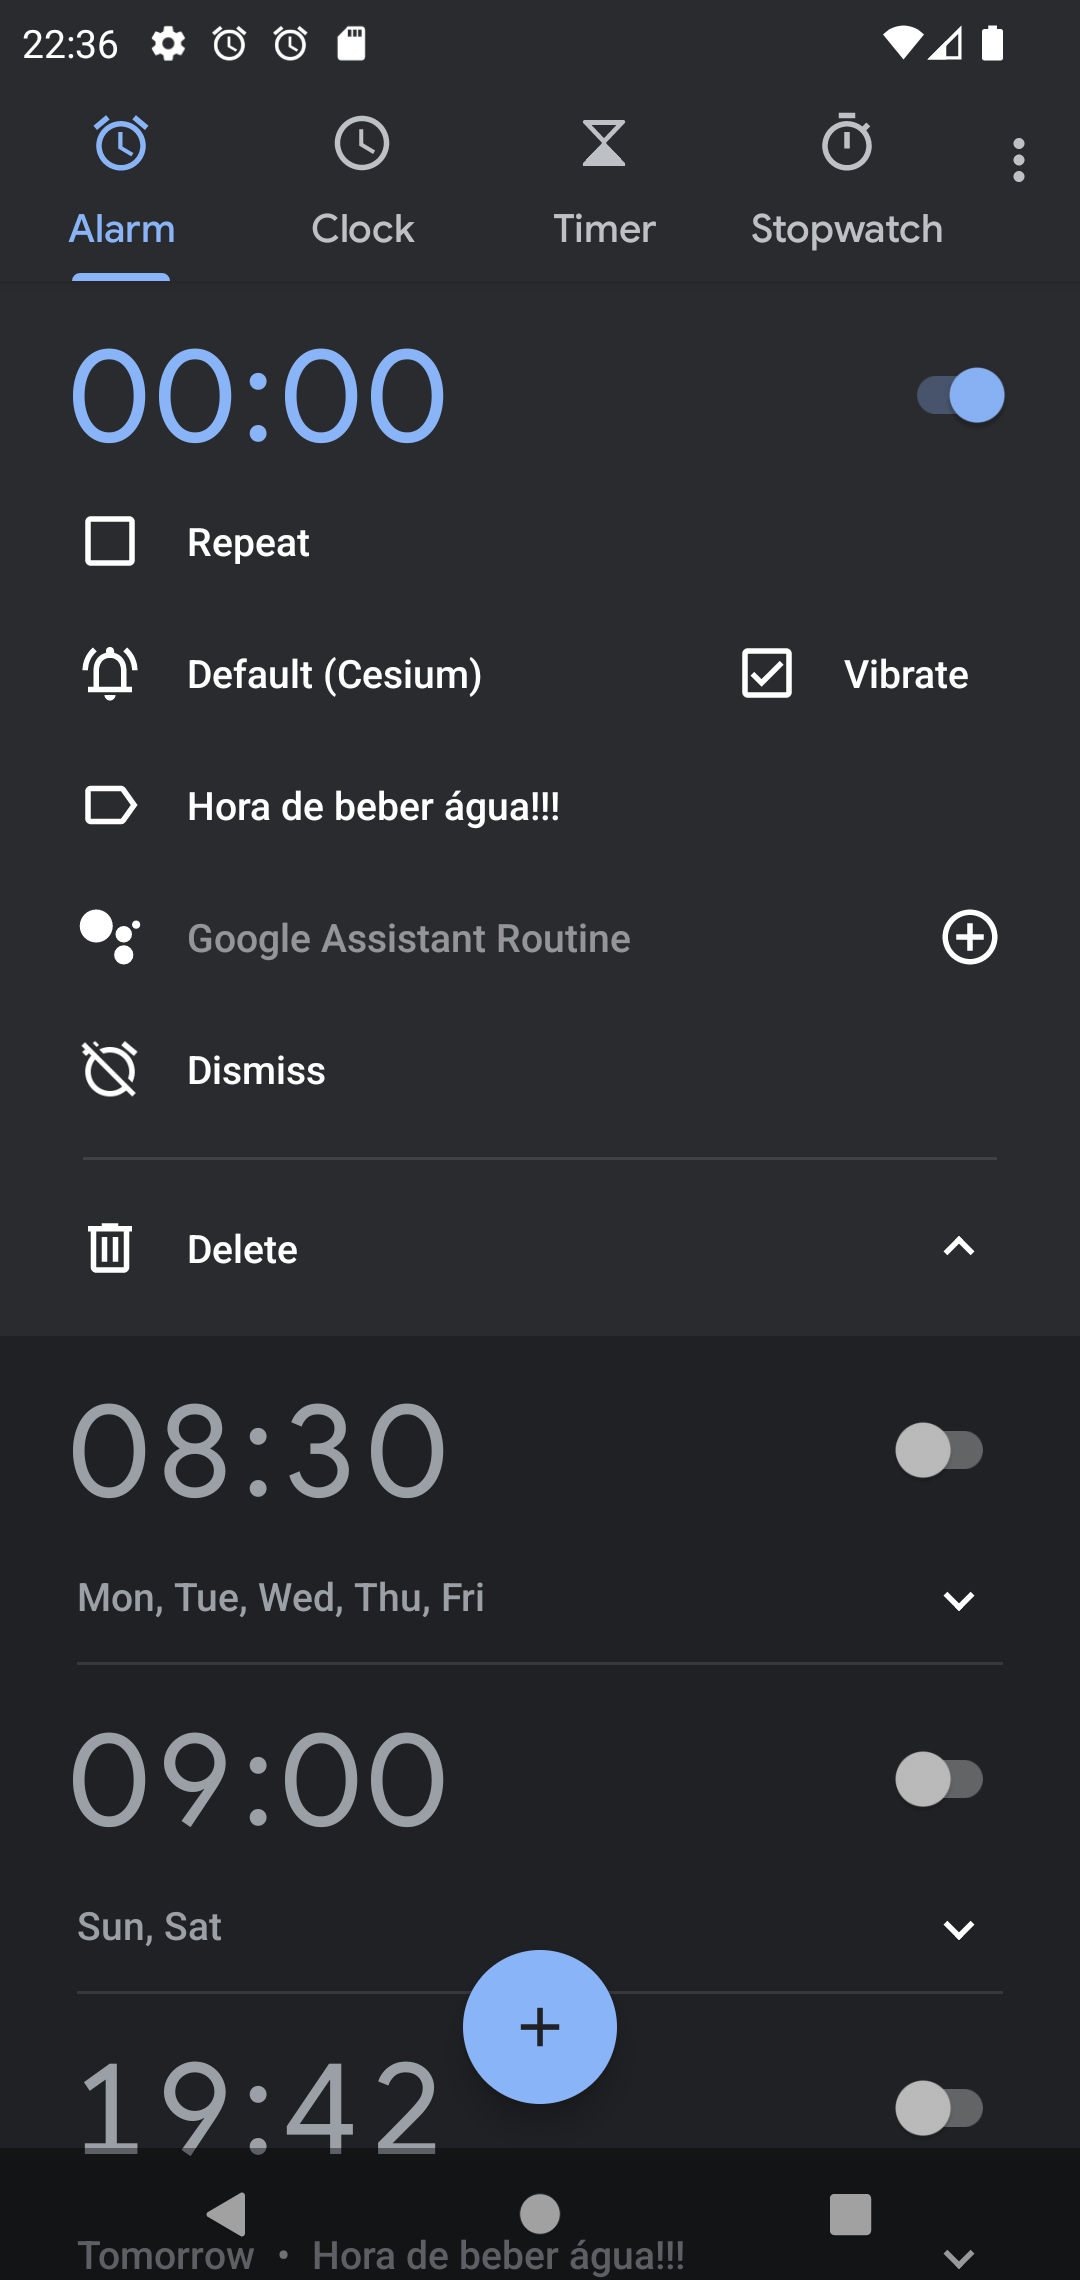 22:36
Alarm Clock Timer Stopwatch
00:00
Repeat
Default (Cesium) Vibrate
Hora de beber água!!!
Google Assistant Routine
Dismiss
Delete
08:30
Mon, Tue, Wed, Thu, Fri
09:00
Sun, Sat
19:42
Tomorrow • Hora de beber água!!!